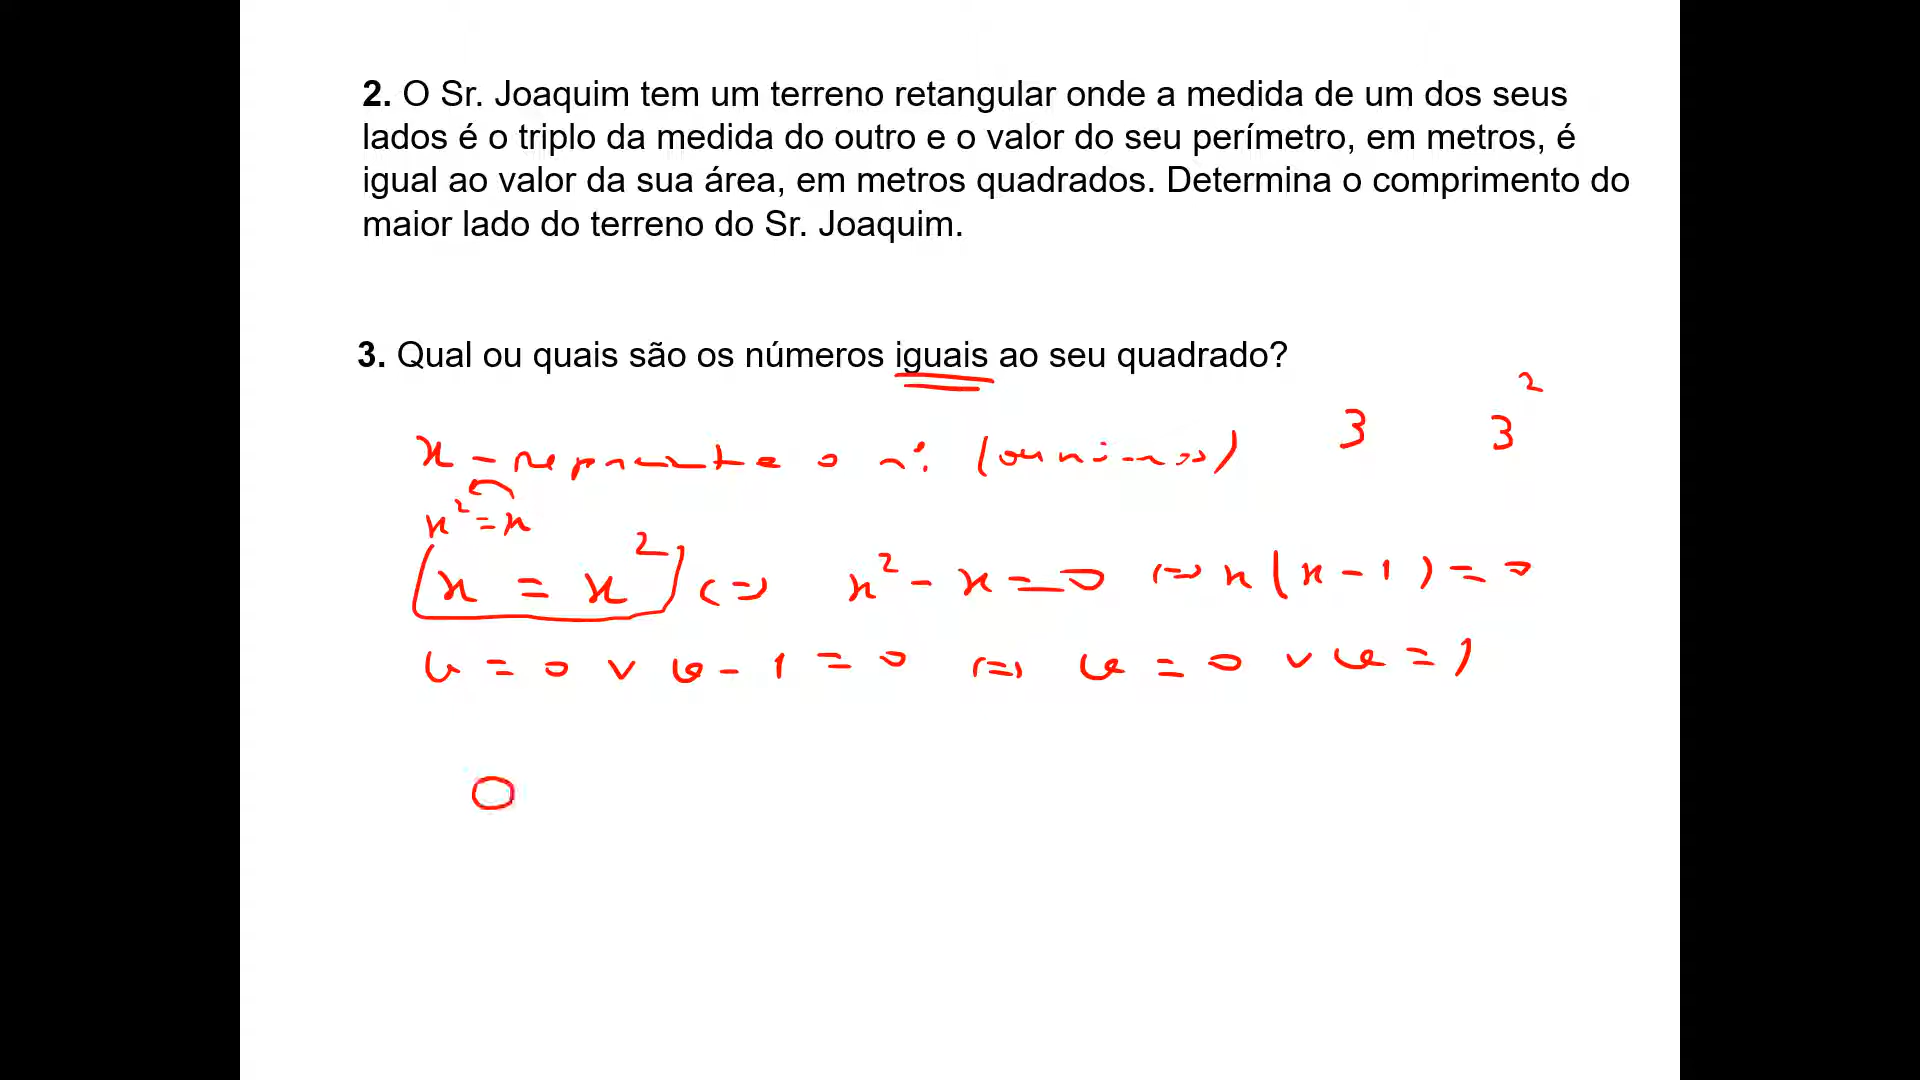 2. O Sr. Joaquim tem um terreno retangular onde a medida de um dos seus
lados é o triplo da medida do outro e o valor do seu perímetro, em metros, é
igual ao valor da sua área, em metros quadrados. Determina o comprimento do
maior lado do terreno do Sr. Joaquim.
3. Qual ou quais são os números iguais ao seu quadrado?
3 3²
x - representa o nº (ou números)
x² = x
x = x² <=> x² - x = 0 <=> x(x - 1) = 0
x = 0 v x - 1 = 0 <=> x = 0 v x = 1
O